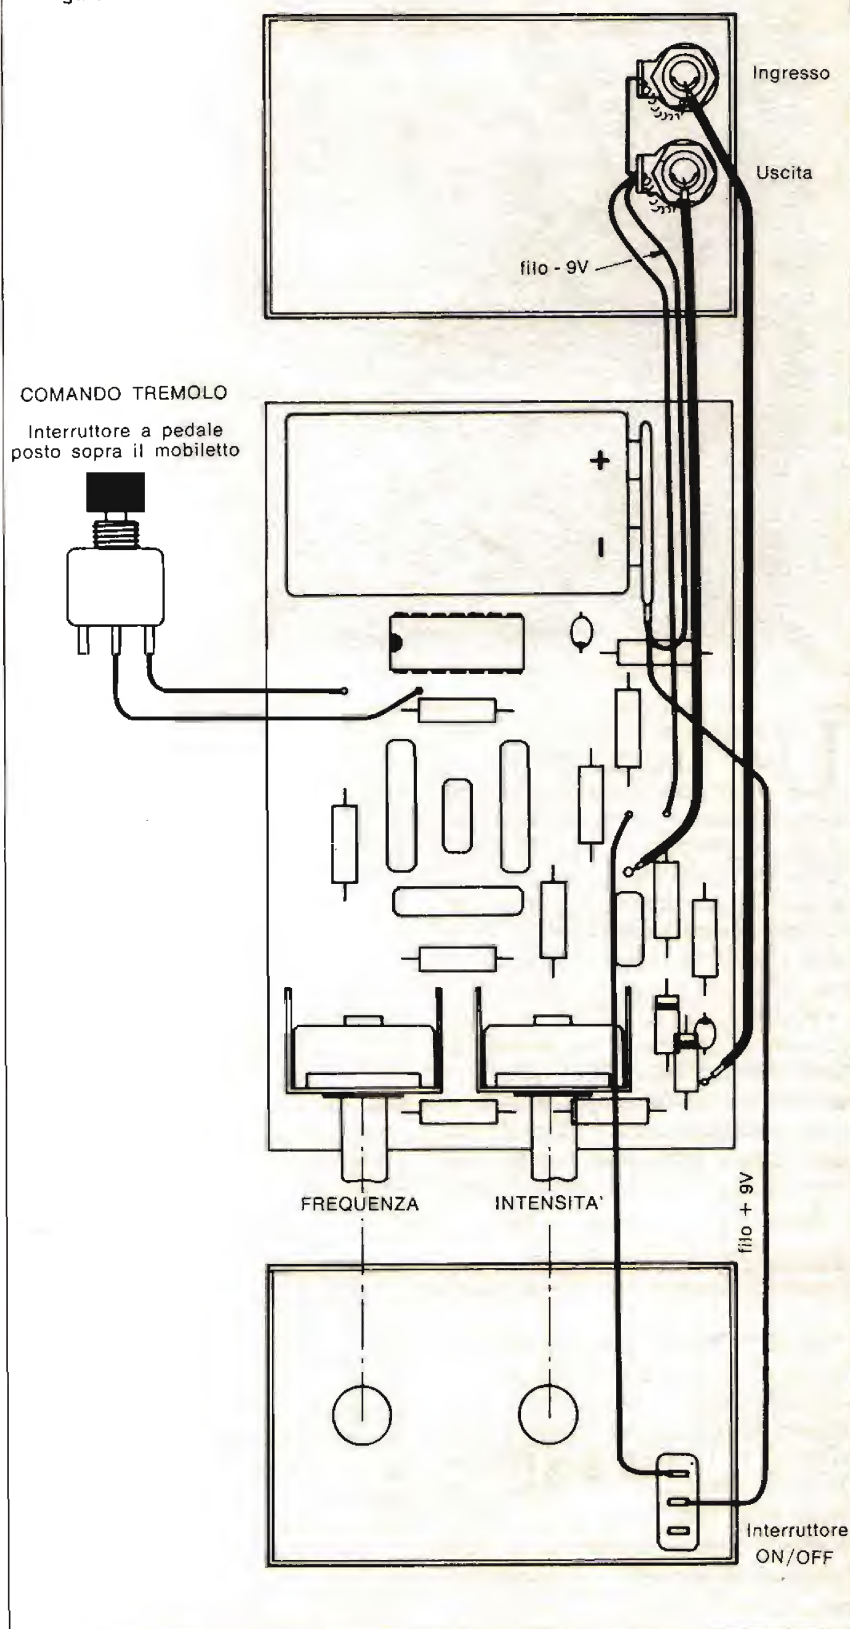 Ingresso
Uscita
filo - 9V
COMANDO TREMOLO
Interruttore a pedale
posto sopra il mobiletto
+
-
FREQUENZA
INTENSITA'
filo + 9V
Interruttore
ON/OFF